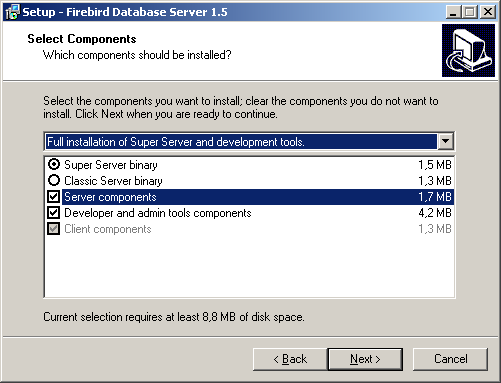 Setup - Firebird Database Server 1.5
Select Components
Which components should be installed?
Select the components you want to install; clear the components you do not want to
install. Click Next when you are ready to continue.
Full installation of Super Server and development tools.
Super Server binary 1,5 MB
Classic Server binary 1,3 MB
Server components 1,7 MB
Developer and admin tools components 4,2 MB
Client components 1,3 MB
Current selection requires at least 8,8 MB of disk space.
< Back Next > Cancel